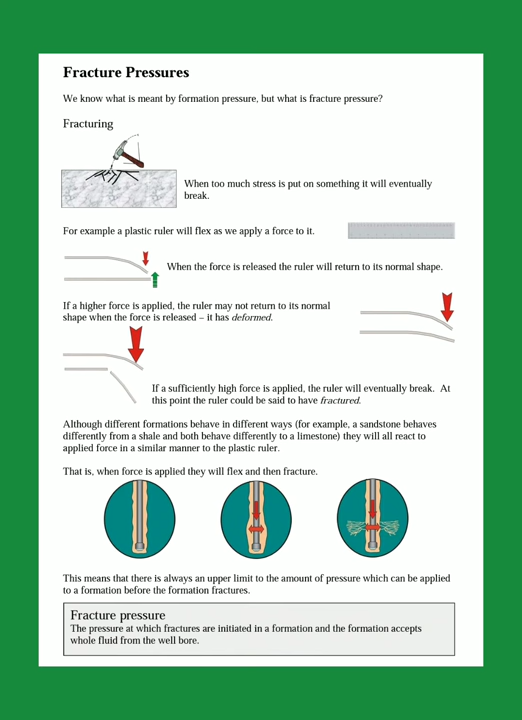 Fracture Pressures
We know what is meant by formation pressure, but what is fracture pressure?
Fracturing
When too much stress is put on something it will eventually
break.
For example a plastic ruler will flex as we apply a force to it.
When the force is released the ruler will return to its normal shape.
If a higher force is applied, the ruler may not return to its normal
shape when the force is released – it has deformed.
If a sufficiently high force is applied, the ruler will eventually break.  At
this point the ruler could be said to have fractured.
Although different formations behave in different ways (for example, a sandstone behaves
differently from a shale and both behave differently to a limestone) they will all react to
applied force in a similar manner to the plastic ruler.
That is, when force is applied they will flex and then fracture.
This means that there is always an upper limit to the amount of pressure which can be applied
to a formation before the formation fractures.
Fracture pressure
The pressure at which fractures are initiated in a formation and the formation accepts
whole fluid from the well bore.